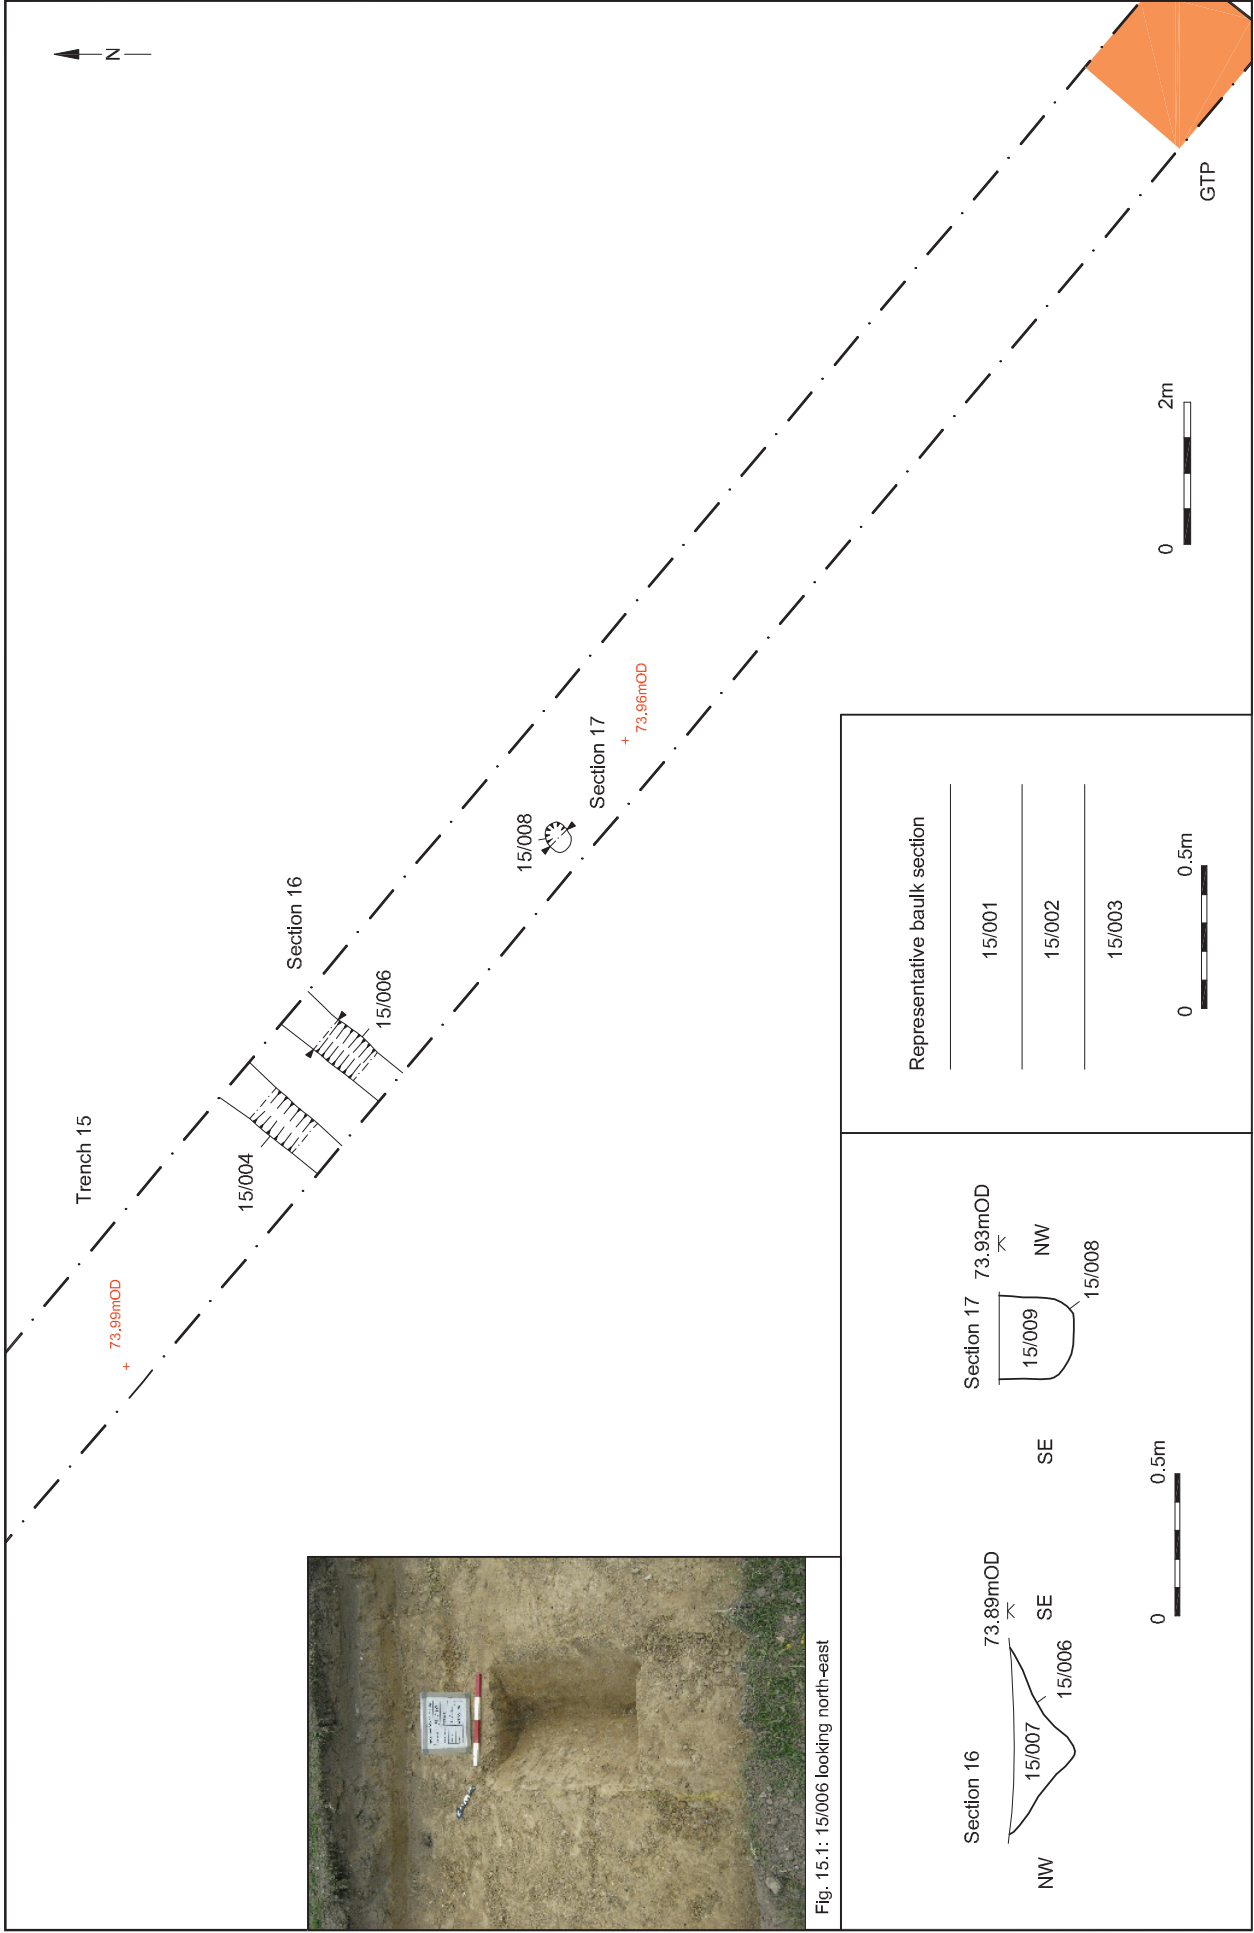 N
Trench 15
73.99mOD
15/004
Section 16
15/006
15/008
Section 17
73.96mOD
GTP
0 2m
Fig. 15.1: 15/006 looking north-east
Section 16
NW
15/007
73.89mOD
SE
15/006
0 0.5m
Section 17
SE
15/009
73.93mOD
NW
15/008
Representative baulk section
15/001
15/002
15/003
0 0.5m